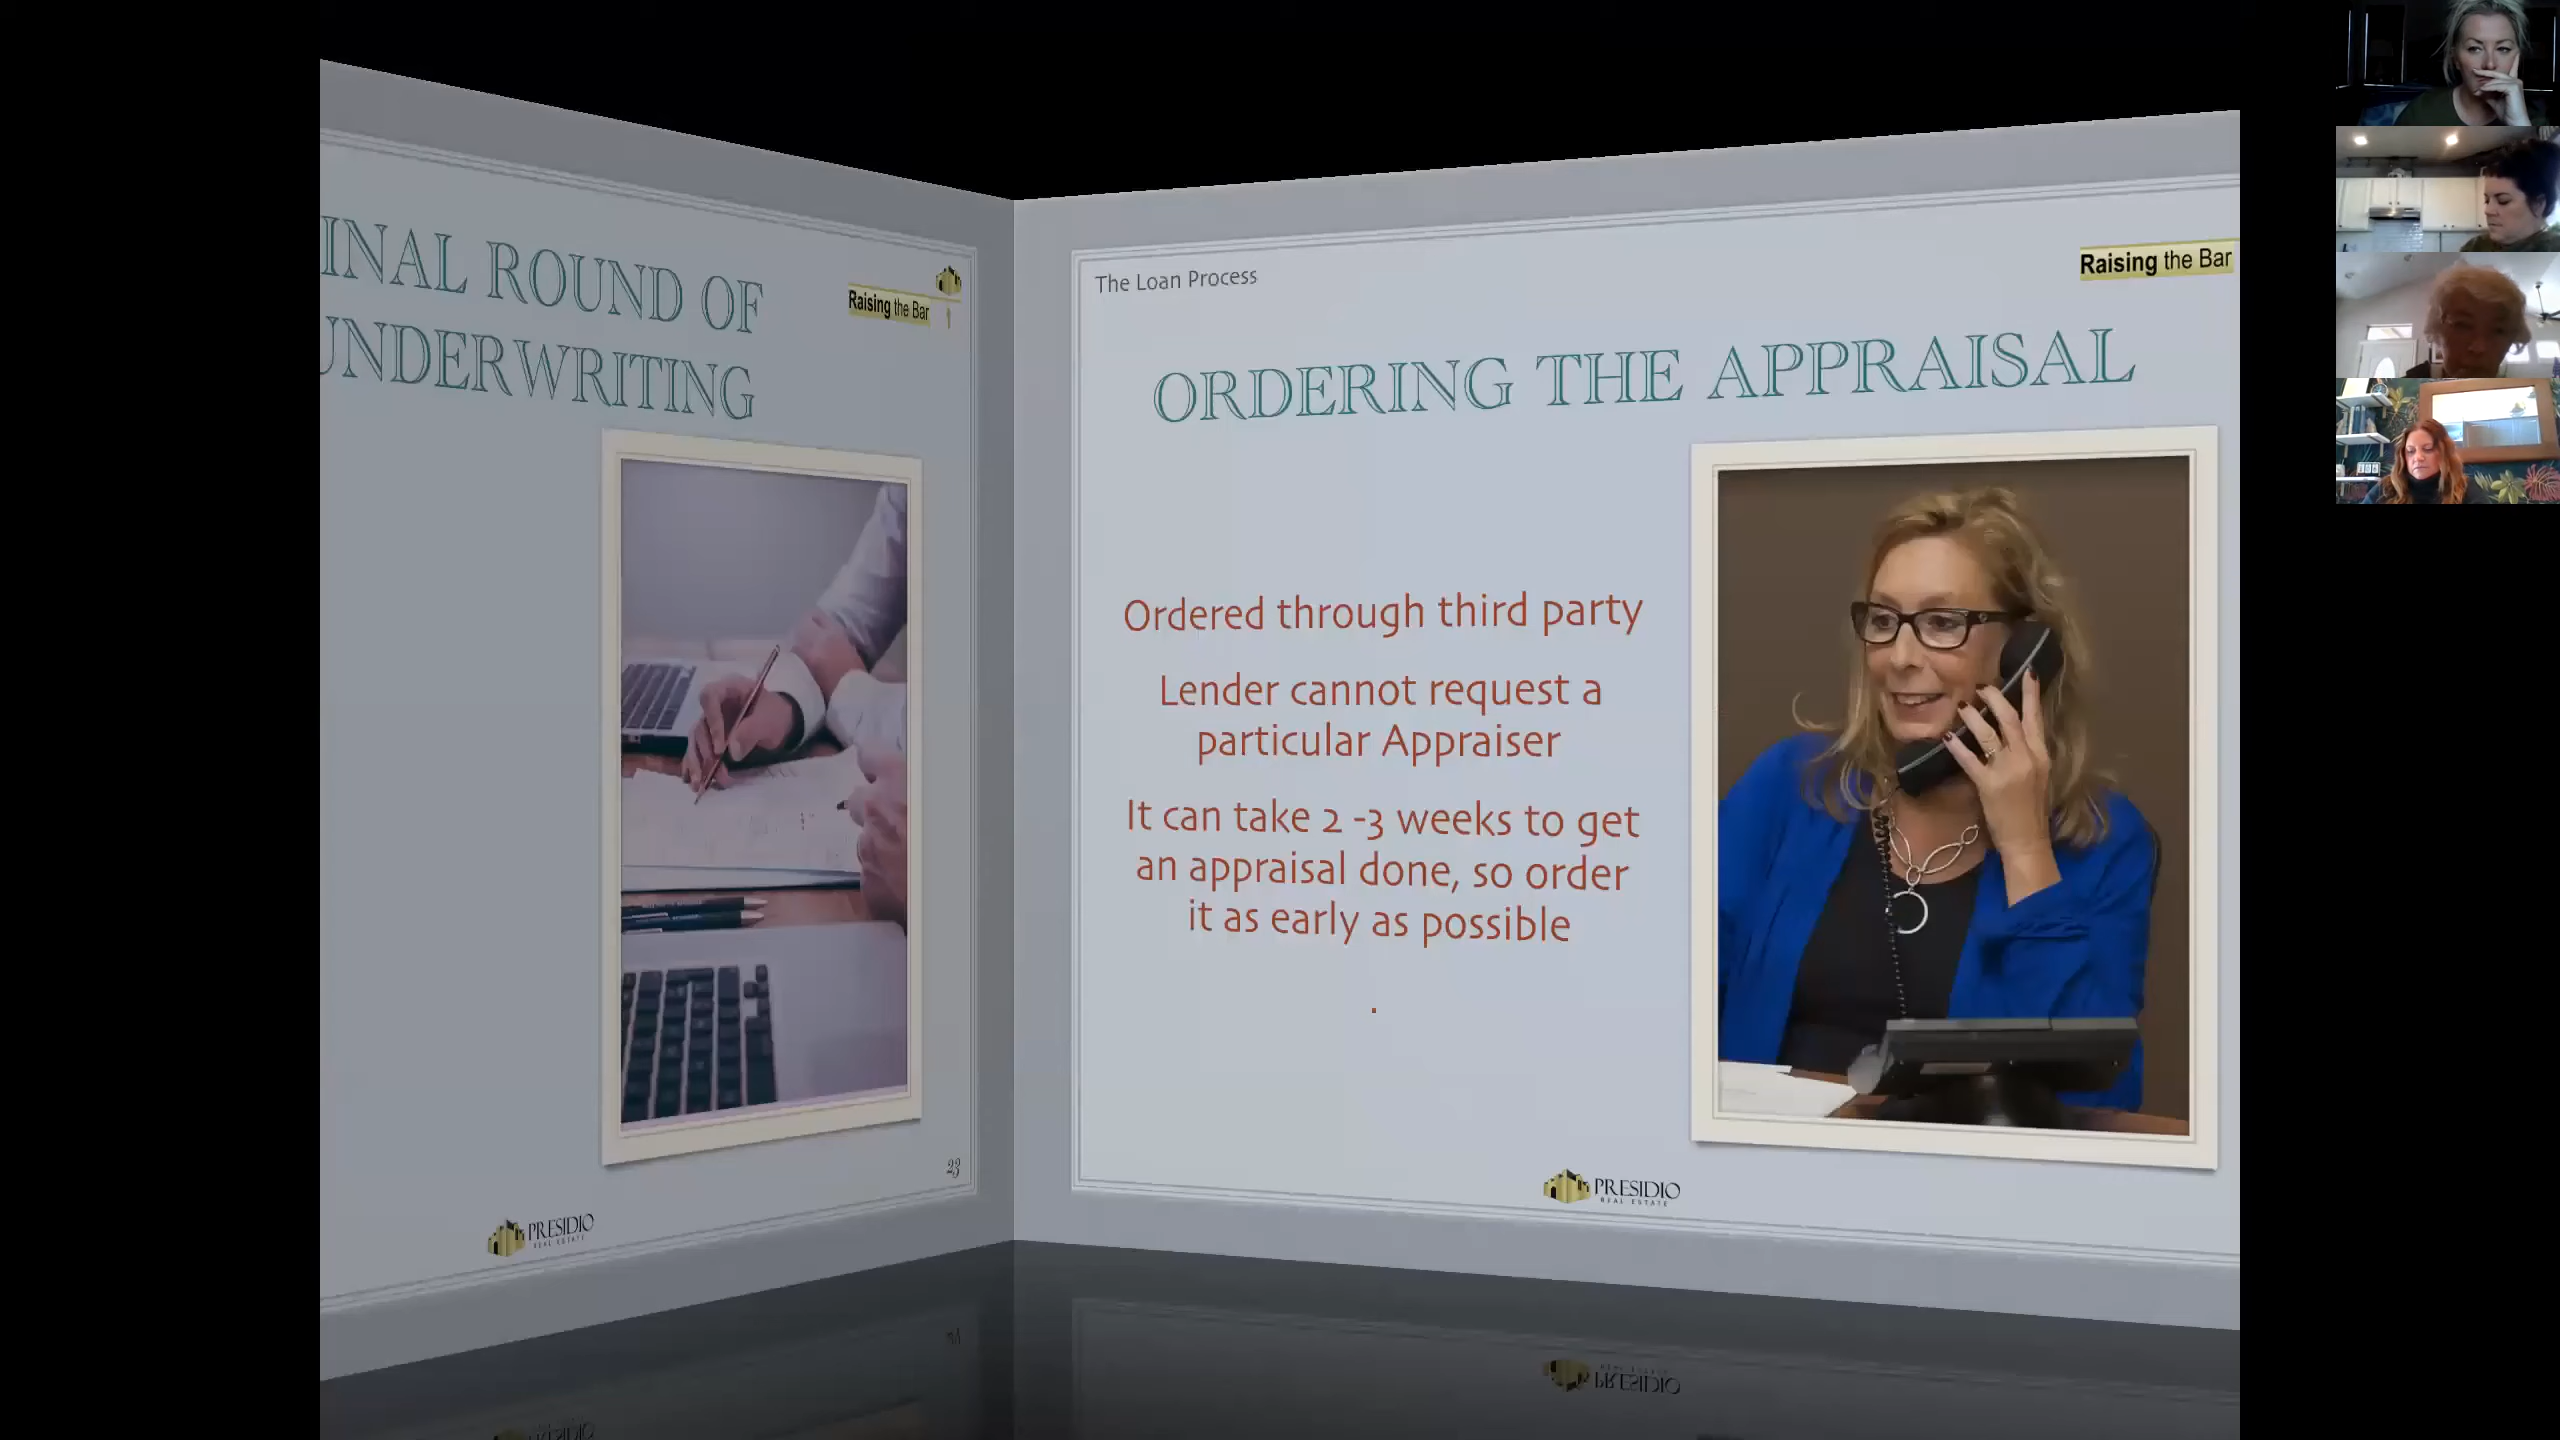 INAL ROUND OF
UNDERWRITING
Raising the Bar
23
PRESIDIO
REAL ESTATE
The Loan Process
Raising the Bar
ORDERING THE APPRAISAL
Ordered through third party
Lender cannot request a
particular Appraiser
It can take 2 -3 weeks to get
an appraisal done, so order
it as early as possible
.
PRESIDIO
REAL ESTATE